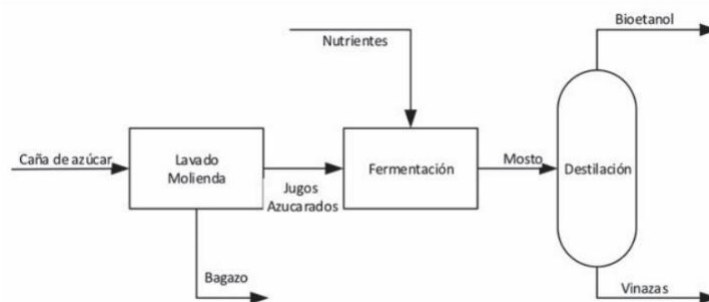 Bioetanol
Nutrientes
Caña de azúcar
Lavado
Molienda
Jugos
Azucarados
Fermentación
Mosto
Destilación
Bagazo
Vinazas